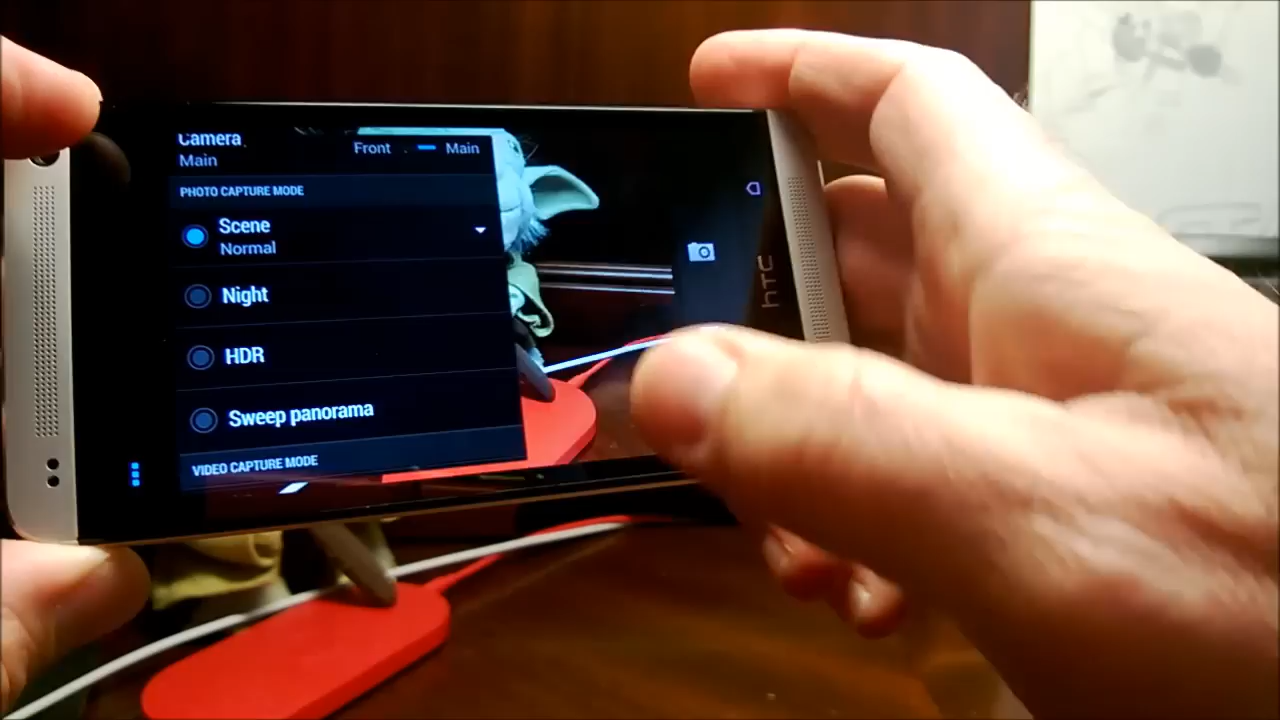 Camera
Main
Front
Main
PHOTO CAPTURE MODE
Scene
Normal
Night
HDR
Sweep panorama
VIDEO CAPTURE MODE
hTC